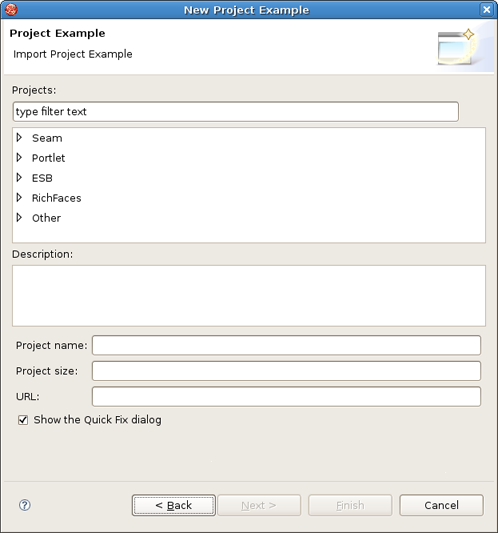 New Project Example
Project Example
Import Project Example
Projects:
type filter text
Seam
Portlet
ESB
RichFaces
Other
Description:
Project name:
Project size:
URL:
Show the Quick Fix dialog
? < Back Next > Finish Cancel